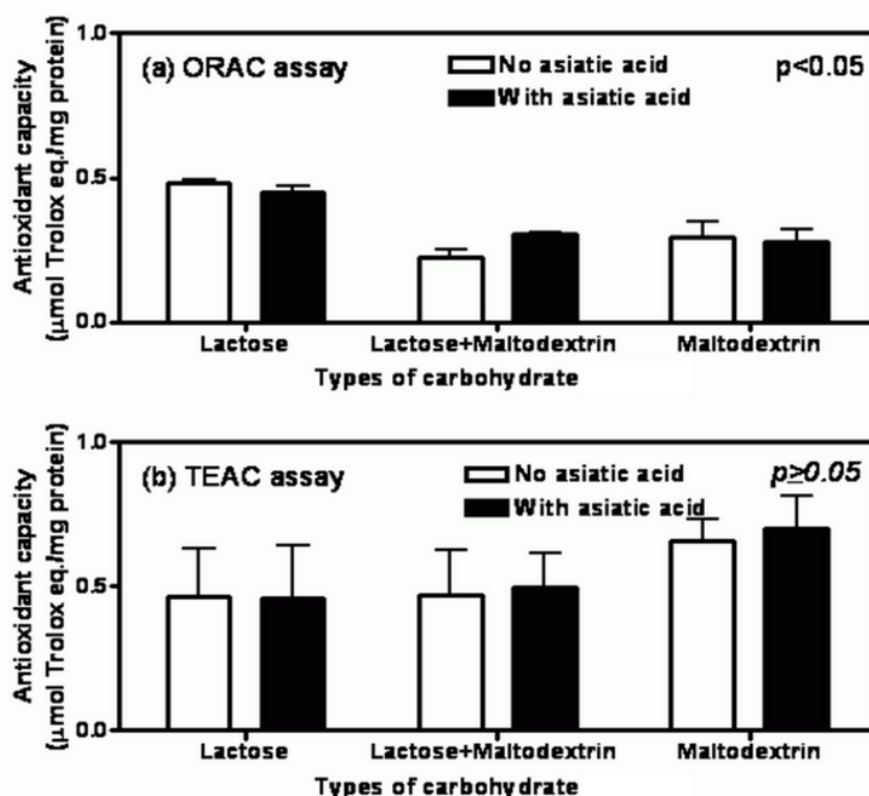 Antioxidant capacity
(μmol Trolox eq./mg protein)
1.0
0.5
0.0
(a) ORAC assay
No asiatic acid
With asiatic acid
p<0.05
Lactose
Lactose+Maltodextrin
Maltodextrin
Types of carbohydrate
Antioxidant capacity
(μmol Trolox eq./mg protein)
1.0
0.5
0.0
(b) TEAC assay
No asiatic acid
With asiatic acid
p≥0.05
Lactose
Lactose+Maltodextrin
Maltodextrin
Types of carbohydrate